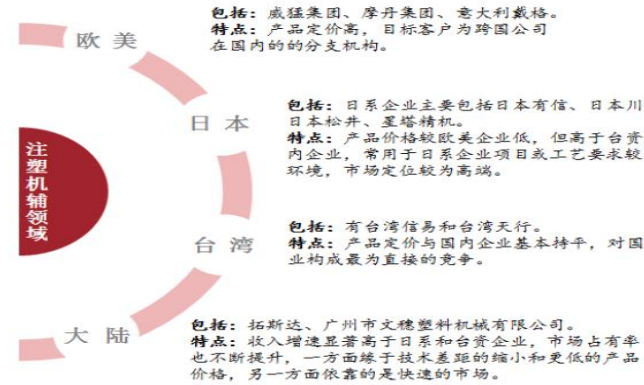 包括：威猛集团、摩丹集团、意大利戴格。
特点：产品定价高，目标客户为跨国公司
在国内的的分支机构。
欧美
包括：日系企业主要包括日本有信、日本川
日本松井、星塔精机。
特点：产品价格较欧美企业低，但高于台资
内企业，常用于日系企业项目或工艺要求较
环境，市场定位较为高端。
日本
注塑机辅领域
包括：有台湾信易和台湾天行。
特点：产品定价与国内企业基本持平，对国
业构成最为直接的竞争。
台湾
包括：拓斯达、广州市文穗塑料机械有限公司。
特点：收入增速显著高于日系和台资企业，市场占有率
也不断提升，一方面缘于技术差距的缩小和更低的产品
价格，另一方面依靠的是快速的市场。
大陆